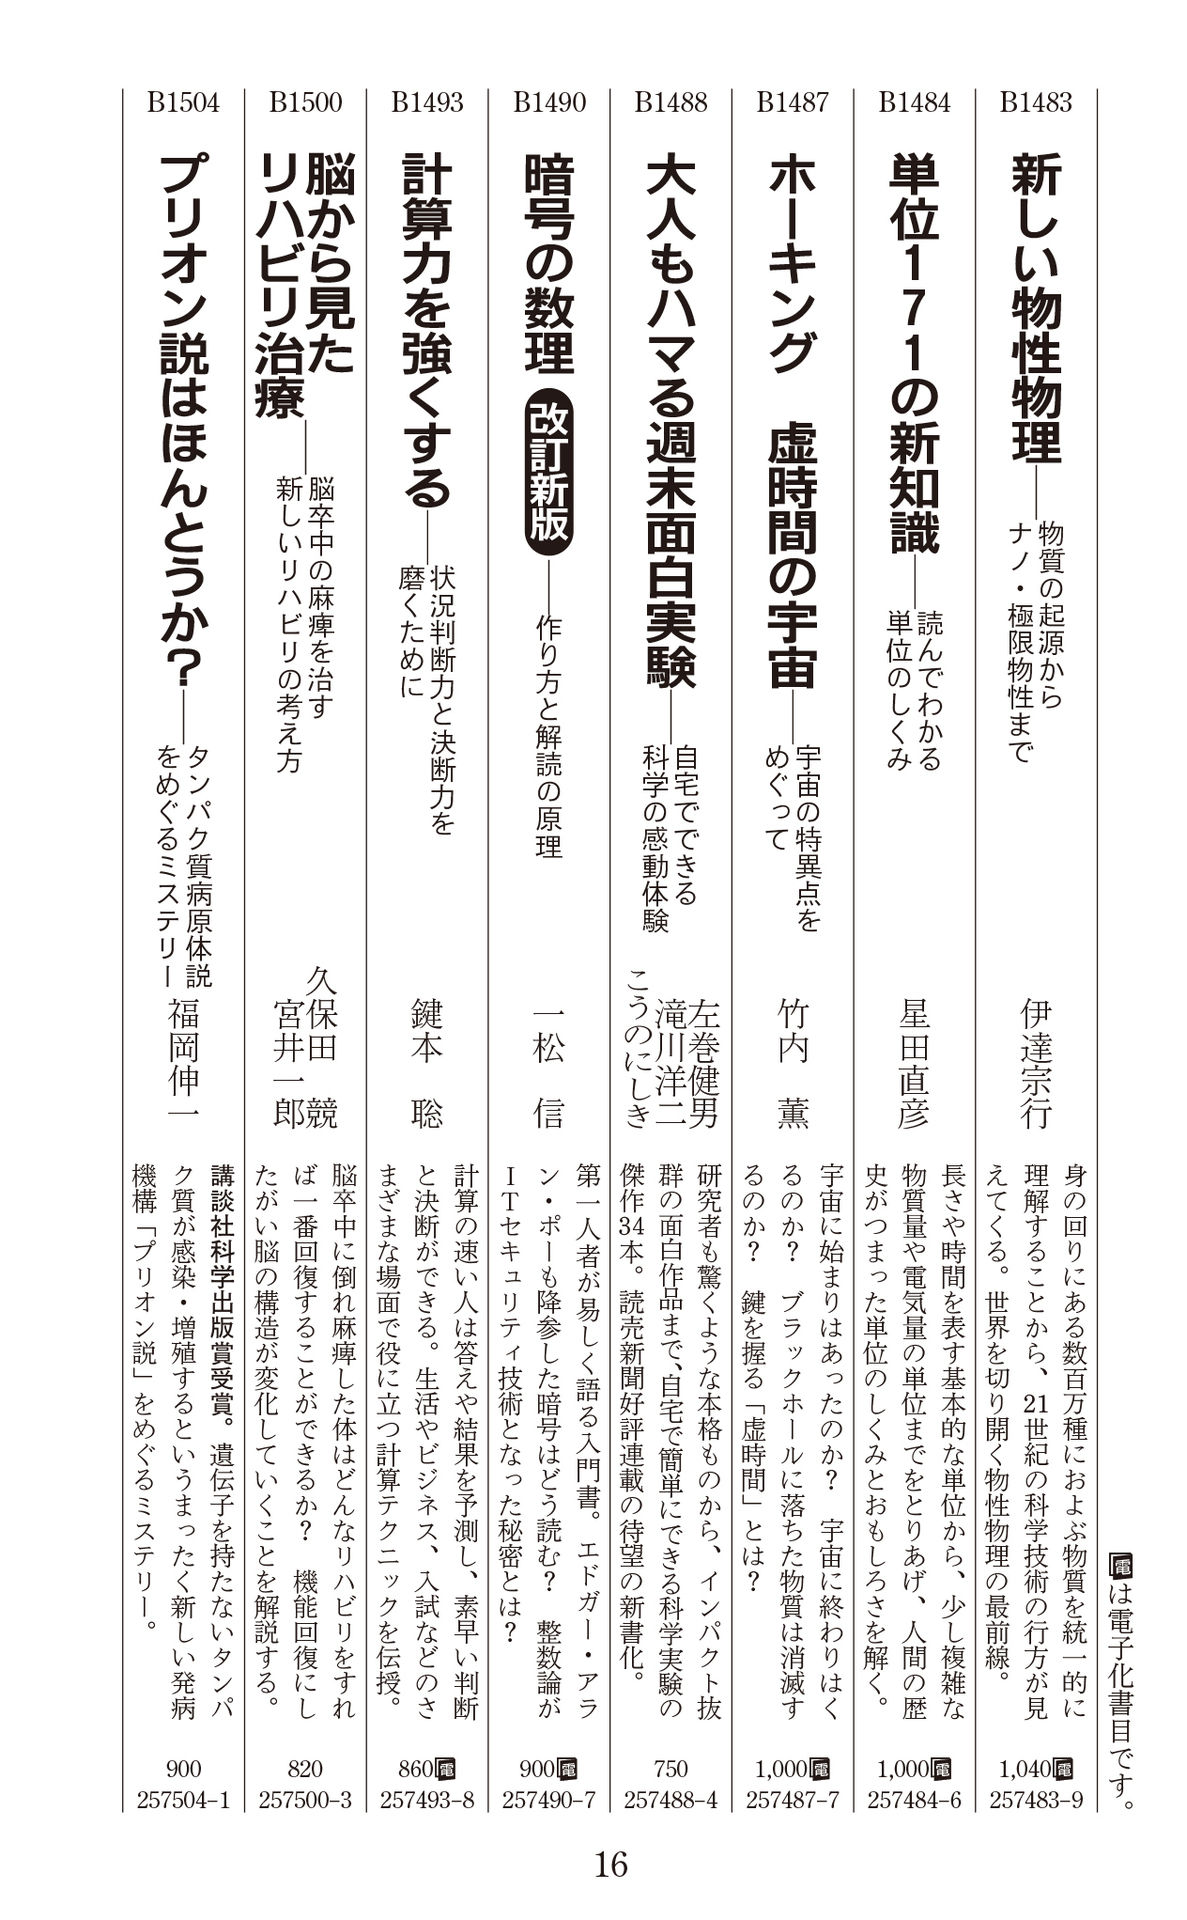 電は電子化書目です。
B1483
新しい物性物理
物質の起源から
ナノ・極限物性まで
伊達宗行
身の回りにある数百万種におよぶ物質を統一的に
理解することから、21世紀の科学技術の行方が見
えてくる。世界を切り開く物性物理の最前線。
1,040電
257483-9
B1484
単位171の新知識
読んでわかる
単位のしくみ
星田直彦
長さや時間を表す基本的な単位から、少し複雑な
物質量や電気量の単位までをとりあげ、人間の歴
史がつまった単位のしくみとおもしろさを解く。
1,000電
257484-6
B1487
ホーキング 虚時間の宇宙
宇宙の特異点を
めぐって
竹内 薫
宇宙に始まりはあったのか? 宇宙に終わりはく
るのか? ブラックホールに落ちた物質は消滅す
るのか? 鍵を握る「虚時間」とは?
1,000電
257487-7
B1488
大人もハマる週末面白実験
自宅でできる
科学の感動体験
左巻健男
滝川洋二
こうのにしき
研究者も驚くような本格ものから、インパクト抜
群の面白作品まで、自宅で簡単にできる科学実験の
傑作34本。読売新聞好評連載の待望の新書化。
750
257488-4
B1490
暗号の数理 改訂新版
作り方と解読の原理
一松 信
第一人者が易しく語る入門書。エドガー・アラ
ン・ポーも降参した暗号はどう読む? 整数論が
ITセキュリティ技術となった秘密とは?
900電
257490-7
B1493
計算力を強くする
状況判断力と決断力を
磨くために
鍵本 聡
計算の速い人は答えや結果を予測し、素早い判断
と決断ができる。生活やビジネス、入試などのさ
まざまな場面で役に立つ計算テクニックを伝授。
860電
257493-8
B1500
脳から見た
リハビリ治療
脳卒中の麻痺を治す
新しいリハビリの考え方
久保田 競
宮井一郎
脳卒中に倒れ麻痺した体はどんなリハビリをすれ
ば一番回復することができるか? 機能回復にし
たがい脳の構造が変化していくことを解説する。
820
257500-3
B1504
プリオン説はほんとうか?
タンパク質病原体説
をめぐるミステリー
福岡伸一
講談社科学出版賞受賞。遺伝子を持たないタンパ
ク質が感染・増殖するというまったく新しい発病
機構「プリオン説」をめぐるミステリー。
900
257504-1
16